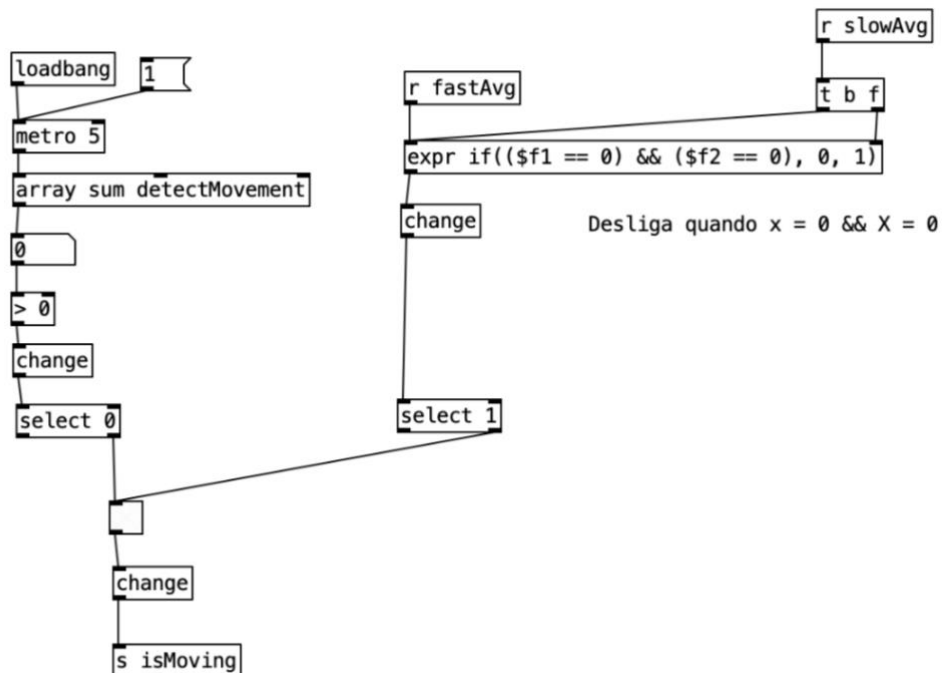 r slowAvg
loadbang
1
r fastAvg
t b f
metro 5
expr if(($f1 == 0) && ($f2 == 0), 0, 1)
array sum detectMovement
change
Desliga quando x = 0 && X = 0
0
> 0
change
select 0
select 1
change
s isMoving